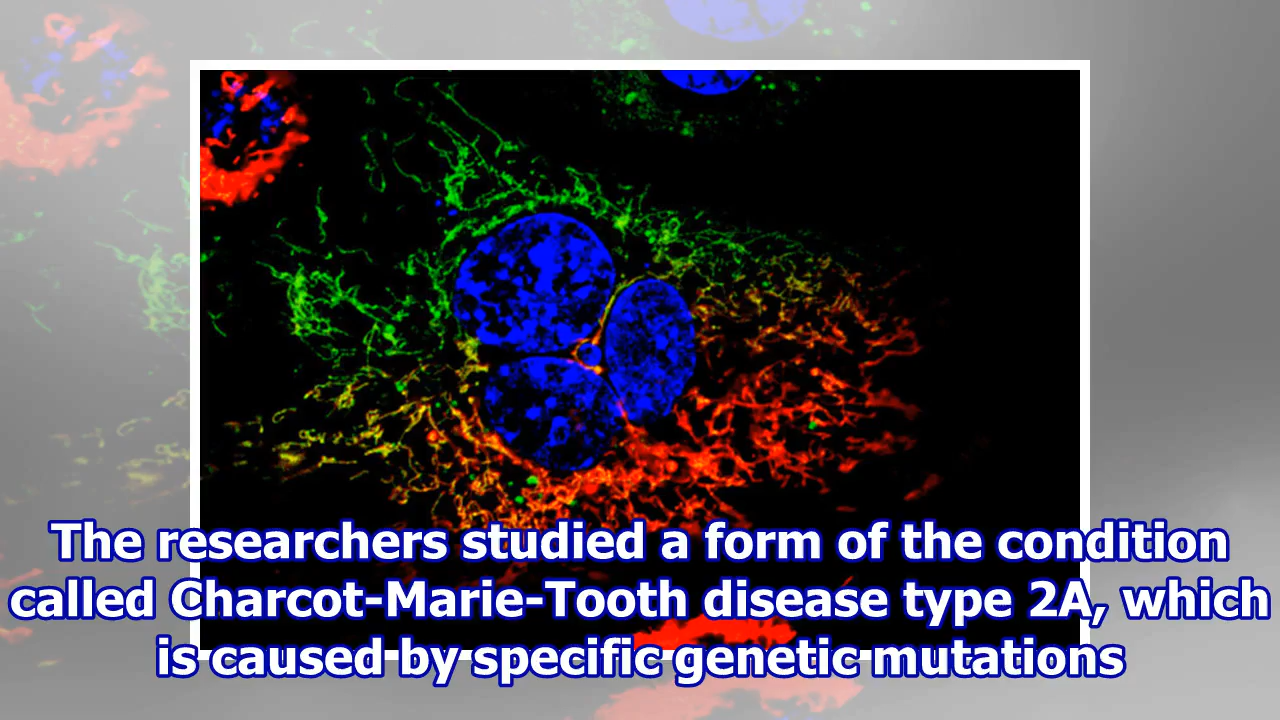 The researchers studied a form of the condition
called Charcot-Marie-Tooth disease type 2A, which
is caused by specific genetic mutations